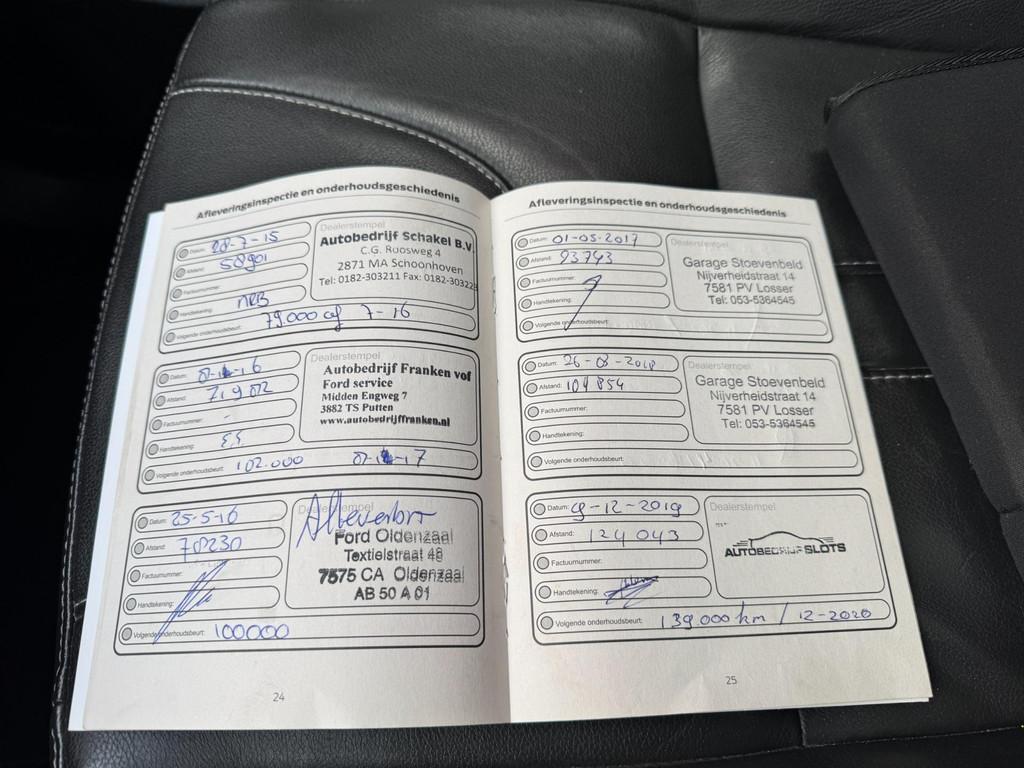 Afleveringsinspectie en onderhoudsgeschiedenis
Datum: 28-7-15
Afstand: 58901
Factuurnummer:
Handtekening: MRB
Volgende onderhoudsbeurt: 79.000 of 7-16
Dealerstempel
Autobedrijf Schakel B.V.
C.G. Roosweg 4
2871 MA Schoonhoven
Tel: 0182-303211 Fax: 0182-303223
Datum:
Afstand:
Factuurnummer: -
Handtekening:
Volgende onderhoudsbeurt: 102.000
Dealerstempel
Autobedrijf Franken vof
Ford service
Midden Engweg 7
3882 TS Putten
www.autobedrijffranken.nl
Datum: 25-5-16
Afstand: 78230
Factuurnummer:
Handtekening:
Volgende onderhoudsbeurt: 100000
Ford Oldenzaal
Textielstraat 48
7575 CA Oldenzaal
AB 50 A 01
24
Afleveringsinspectie en onderhoudsgeschiedenis
Datum: 01-05-2017
Afstand: 93743
Factuurnummer:
Handtekening:
Volgende onderhoudsbeurt:
Dealerstempel
Garage Stoevenbeld
Nijverheidstraat 14
7581 PV Losser
Tel: 053-5364545
Datum: 26-08-2018
Afstand: 104854
Factuurnummer:
Handtekening:
Volgende onderhoudsbeurt:
Dealerstempel
Garage Stoevenbeld
Nijverheidstraat 14
7581 PV Losser
Tel: 053-5364545
Datum: 9-12-2019
Afstand: 124043
Factuurnummer:
Handtekening:
Volgende onderhoudsbeurt: 139.000 km / 12-2020
Dealerstempel
AUTOBEDRIJF SLOTS
25